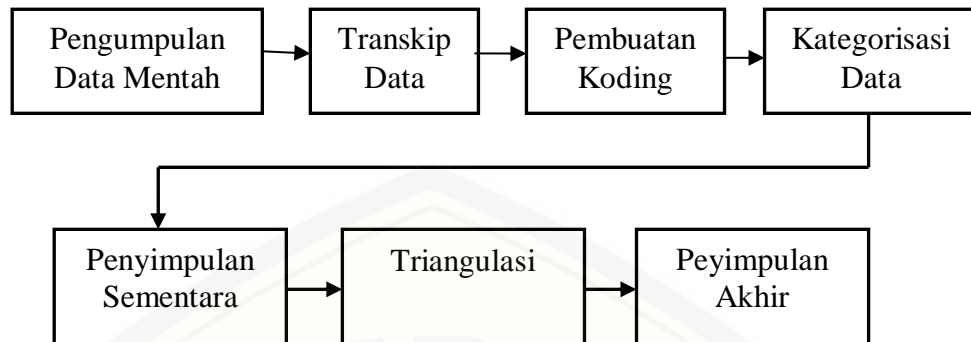 Pengumpulan
Data Mentah
Transkip
Data
Pembuatan
Koding
Kategorisasi
Data
Penyimpulan
Sementara
Triangulasi
Peyimpulan
Akhir